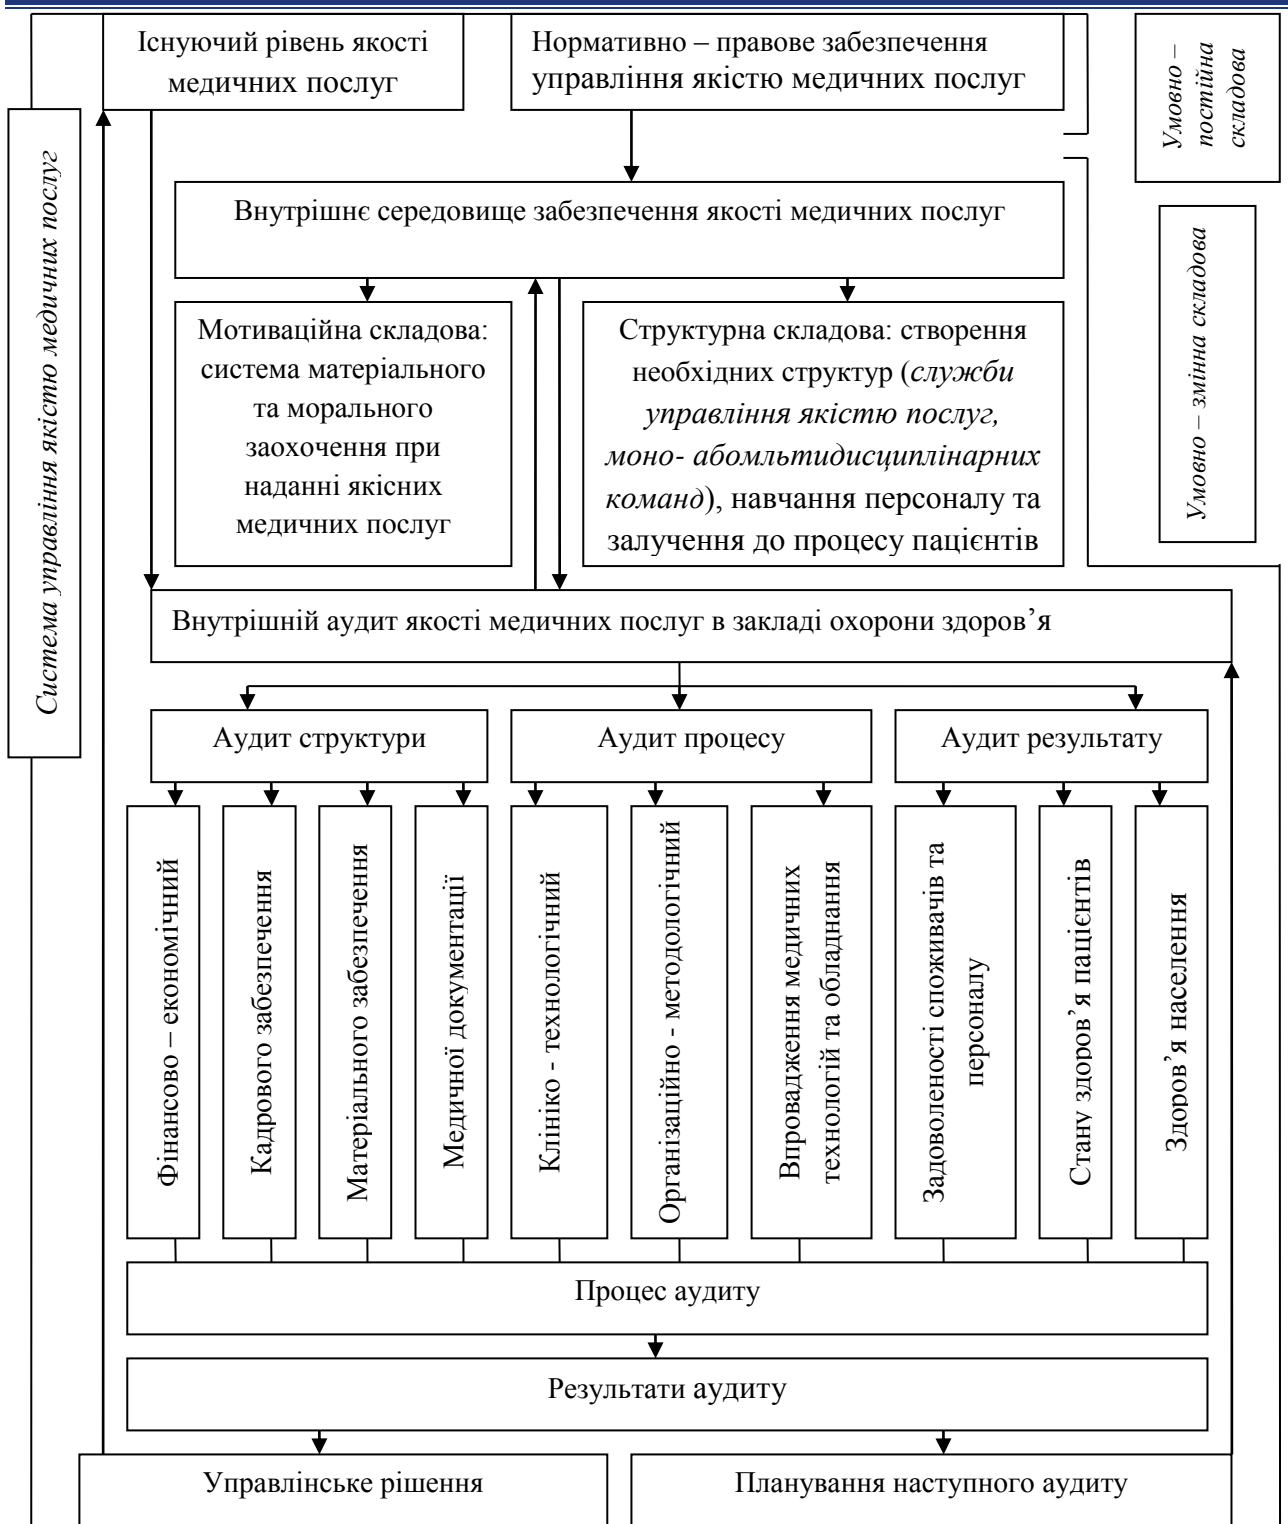 Існуючий рівень якості
медичних послуг
Нормативно – правове забезпечення
управління якістю медичних послуг
Умовно –
постійна
складова
Система управління якістю медичних послуг
Внутрішнє середовище забезпечення якості медичних послуг
Умовно – змінна складова
Мотиваційна складова:
система матеріального
та морального
заохочення при
наданні якісних
медичних послуг
Структурна складова: створення
необхідних структур (служби
управління якістю послуг,
моно- абомльтидисциплінарних
команд), навчання персоналу та
залучення до процесу пацієнтів
Внутрішній аудит якості медичних послуг в закладі охорони здоров’я
Аудит структури
Аудит процесу
Аудит результату
Фінансово – економічний
Кадрового забезпечення
Матеріального забезпечення
Медичної документації
Клініко - технологічний
Організаційно - методологічний
Впровадження медичних
технологій та обладнання
Задоволеності споживачів та
персоналу
Стану здоров’я пацієнтів
Здоров’я населення
Процес аудиту
Результати аудиту
Управлінське рішення
Планування наступного аудиту